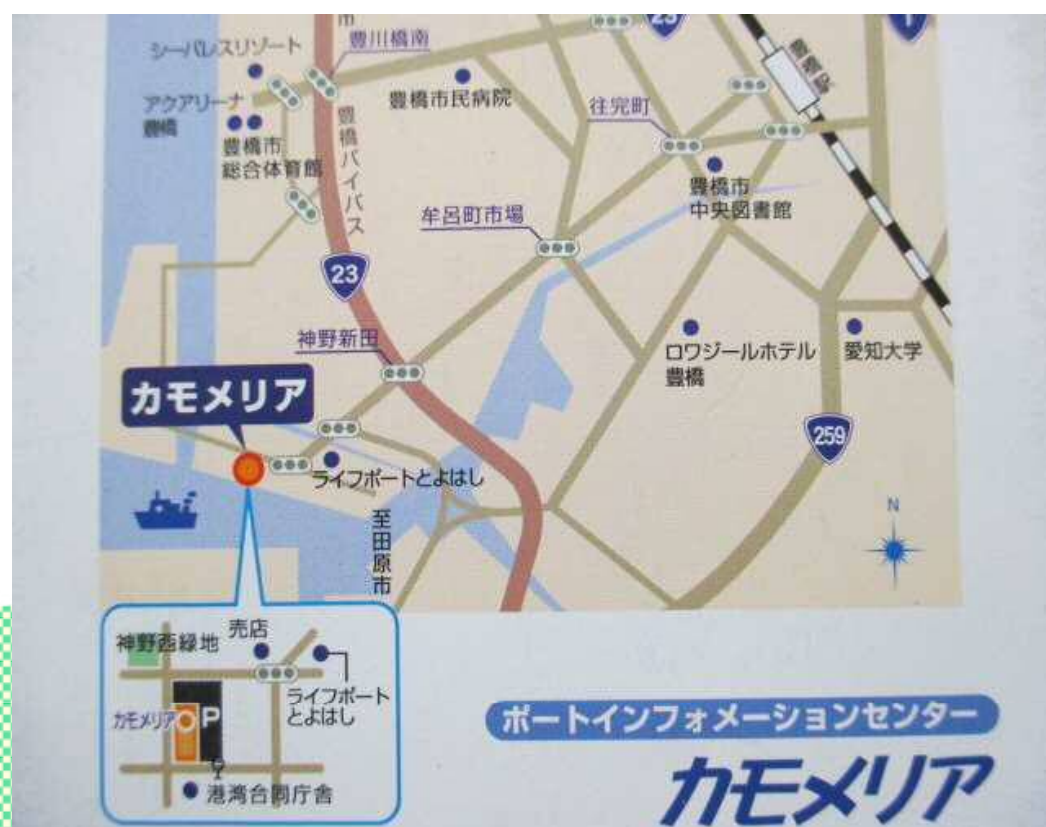 23
1
シーパレスリゾート
豊川橋南
アクアリーナ
豊橋
豊橋市
総合体育館
豊橋市民病院
往完町
豊橋バイパス
豊橋市
中央図書館
牟呂町市場
23
神野新田
ロワジールホテル
豊橋
愛知大学
カモメリア
259
ライフポートとよはし
至田原市
N
神野西緑地
売店
ライフポート
とよはし
カモメリア
P
港湾合同庁舎
ポートインフォメーションセンター
カモメリア